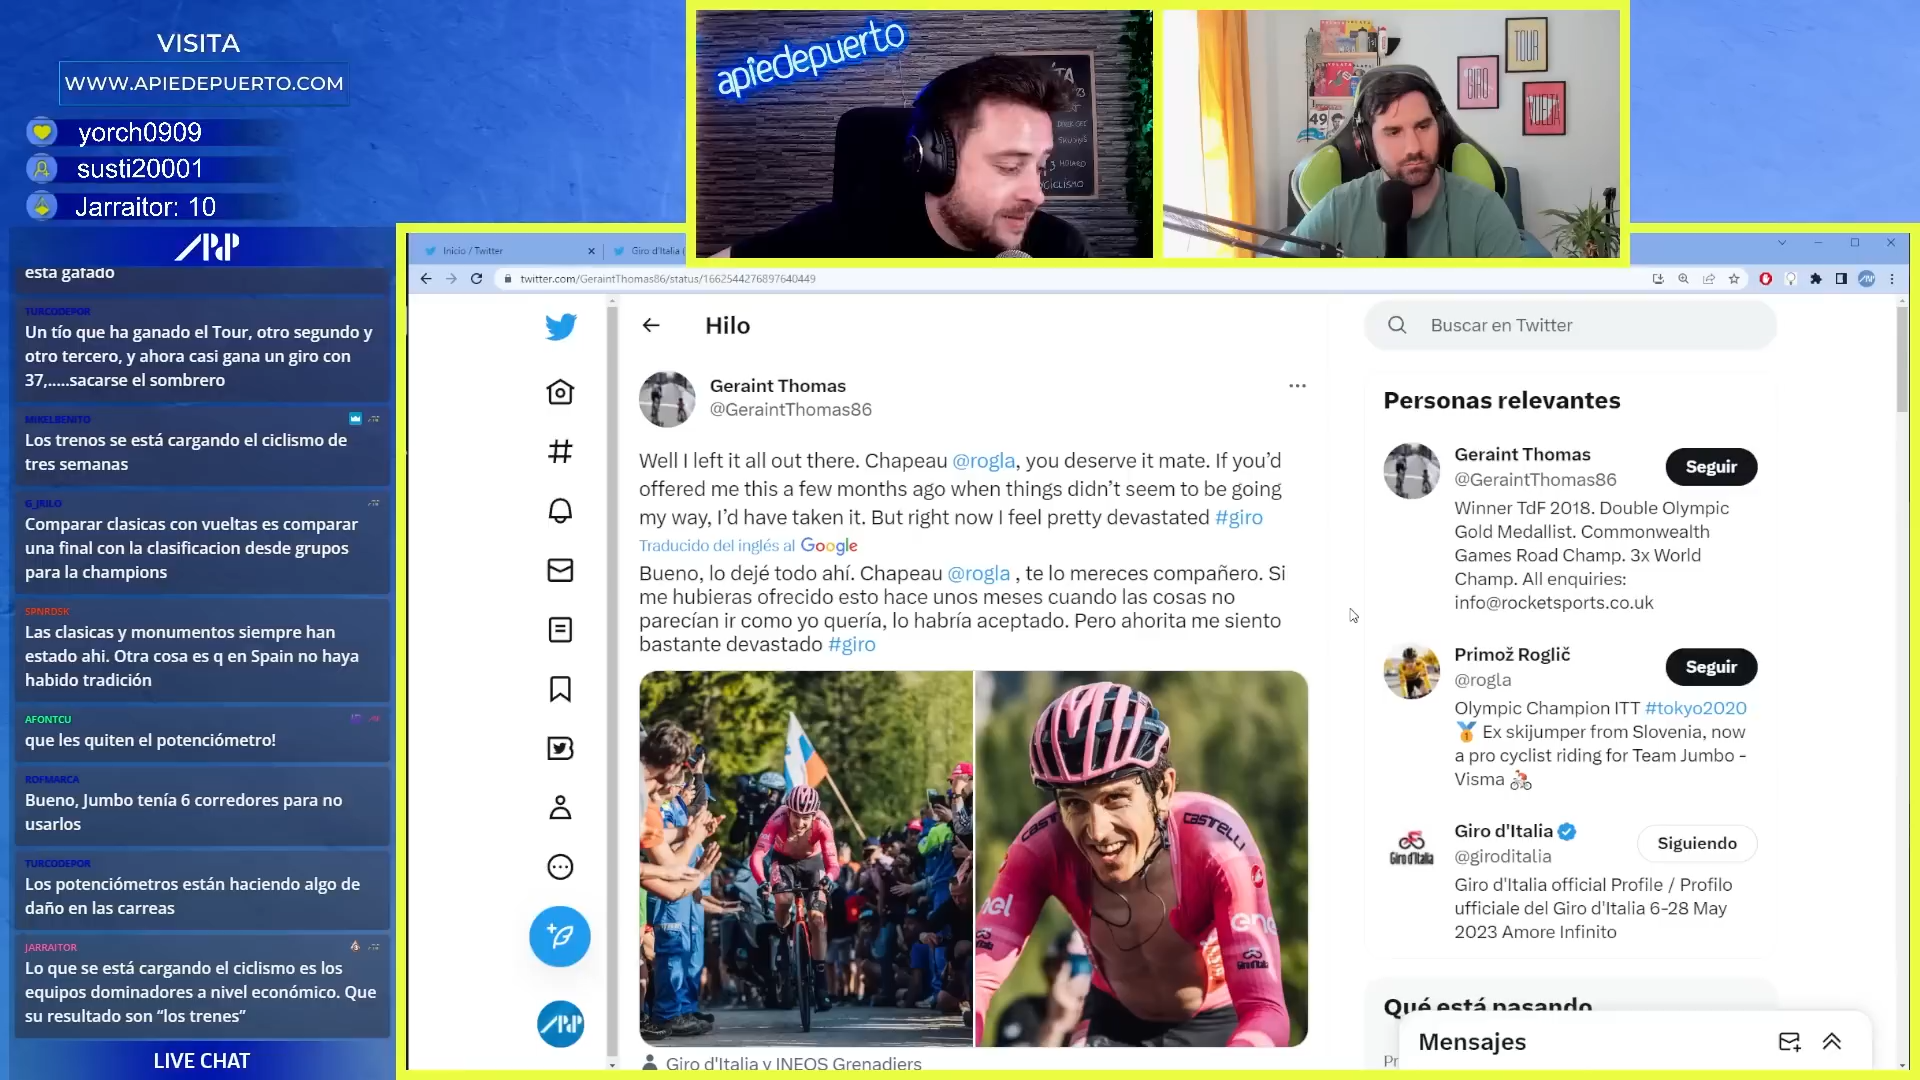 VISITA
WWW.APIEDEPUERTO.COM
yorch0909
susti20001
Jarraitor: 10
está gafado
TURCODEPOR
Un tío que ha ganado el Tour, otro segundo y
otro tercero, y ahora casi gana un giro con
37,.....sacarse el sombrero
MIKELBENITO
Los trenos se está cargando el ciclismo de
tres semanas
G_JRILO
Comparar clasicas con vueltas es comparar
una final con la clasificacion desde grupos
para la champions
SPNRDSK
Las clasicas y monumentos siempre han
estado ahi. Otra cosa es q en Spain no haya
habido tradición
AFONTCU
que les quiten el potenciómetro!
ROFMARCA
Bueno, Jumbo tenía 6 corredores para no
usarlos
TURCODEPOR
Los potenciómetros están haciendo algo de
daño en las carreas
JARRAITOR
Lo que se está cargando el ciclismo es los
equipos dominadores a nivel económico. Que
su resultado son “los trenes”
LIVE CHAT
apiedepuerto
CICLISMO
49
TOUR
GIRO
VUELTA
Inicio / Twitter
Giro d'Italia (
twitter.com/GeraintThomas86/status/1662544276897640449
Hilo
Geraint Thomas
@GeraintThomas86
Well I left it all out there. Chapeau @rogla, you deserve it mate. If you’d
offered me this a few months ago when things didn’t seem to be going
my way, I’d have taken it. But right now I feel pretty devastated #giro
Traducido del inglés al Google
Bueno, lo dejé todo ahí. Chapeau @rogla , te lo mereces compañero. Si
me hubieras ofrecido esto hace unos meses cuando las cosas no
parecían ir como yo quería, lo habría aceptado. Pero ahorita me siento
bastante devastado #giro
CASTELLI
enel
Giro d'Italia
Giro d'Italia y INEOS Grenadiers
Buscar en Twitter
Personas relevantes
Geraint Thomas
@GeraintThomas86
Seguir
Winner TdF 2018. Double Olympic
Gold Medallist. Commonwealth
Games Road Champ. 3x World
Champ. All enquiries:
info@rocketsports.co.uk
Primož Roglič
@rogla
Seguir
Olympic Champion ITT #tokyo2020
Ex skijumper from Slovenia, now
a pro cyclist riding for Team Jumbo -
Visma
Giro d'Italia
@giroditalia
Siguiendo
Giro d'Italia official Profile / Profilo
ufficiale del Giro d'Italia 6-28 May
2023 Amore Infinito
Qué está pasando
Mensajes